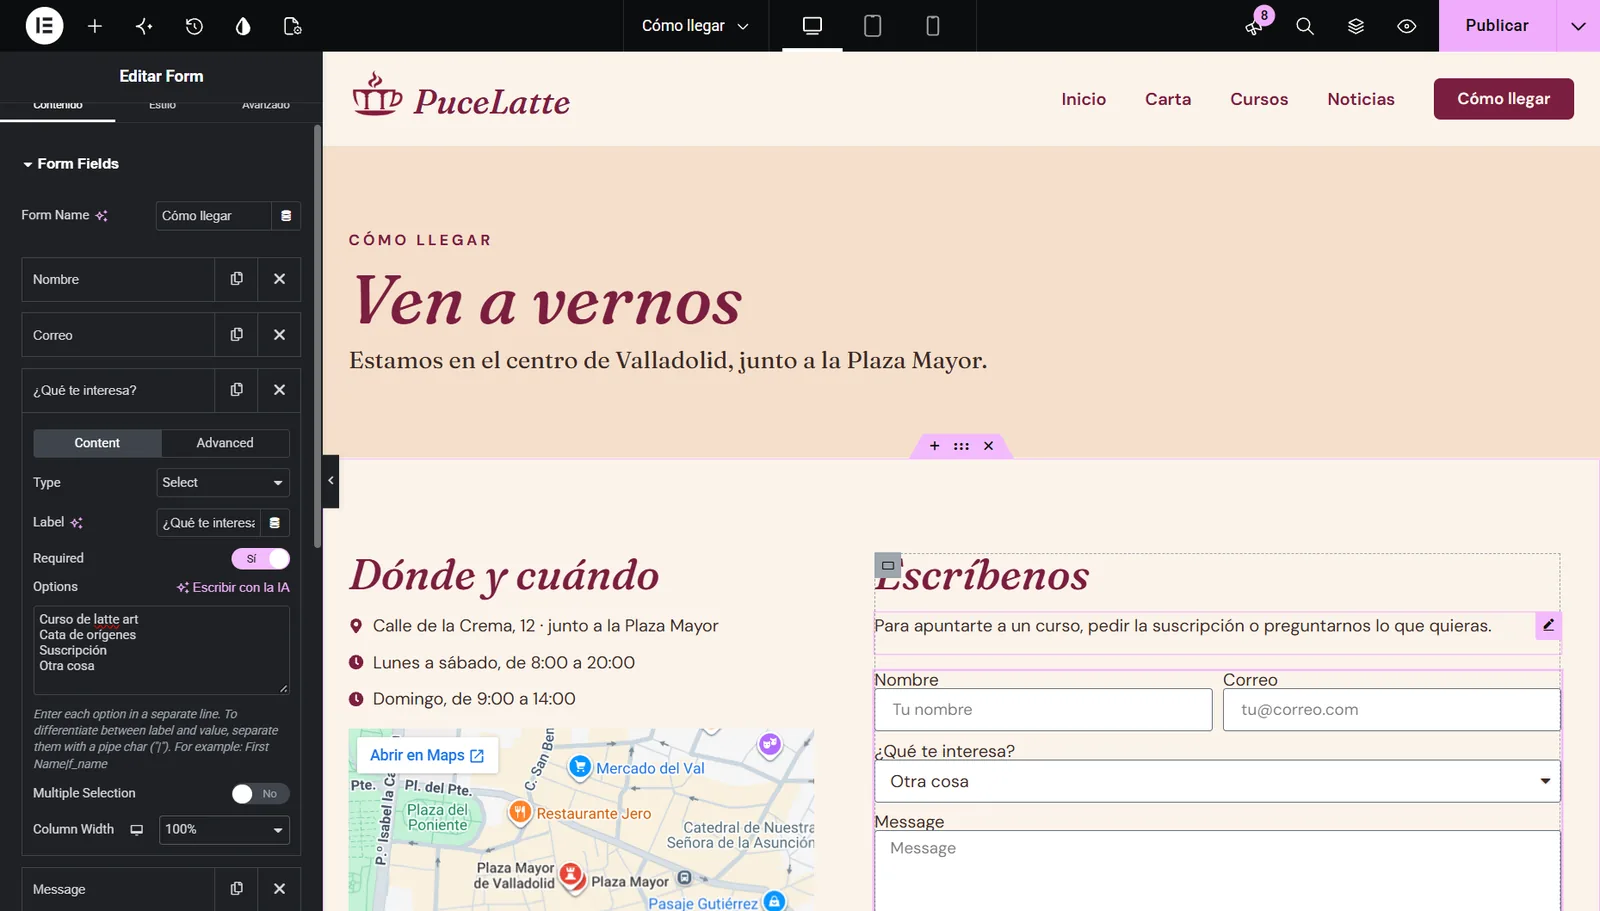 Cómo llegar
8
Publicar
Editar Form
Contenido
Estilo
Avanzado
Form Fields
Form Name
Cómo llegar
Nombre
Correo
¿Qué te interesa?
Content
Advanced
Type
Select
Label
¿Qué te interesa
Required
Sí
Options
Escribir con la IA
Curso de latte art
Cata de orígenes
Suscripción
Otra cosa
Enter each option in a separate line. To
differentiate between label and value, separate
them with a pipe char ("|"). For example: First
Name|f_name
Multiple Selection
No
Column Width
100%
Message
PuceLatte
Inicio
Carta
Cursos
Noticias
Cómo llegar
CÓMO LLEGAR
Ven a vernos
Estamos en el centro de Valladolid, junto a la Plaza Mayor.
Dónde y cuándo
Calle de la Crema, 12 · junto a la Plaza Mayor
Lunes a sábado, de 8:00 a 20:00
Domingo, de 9:00 a 14:00
Abrir en Maps
C. San Ben
Mercado del Val
Pte.
Pl. del Pte.
P.º Isabel la Ca
Plaza del
Poniente
Restaurante Jero
Catedral de Nuestra
Señora de la Asunción
Plaza Mayor
de Valladolid
Plaza Mayor
Pasaje Gutiérrez
Escríbenos
Para apuntarte a un curso, pedir la suscripción o preguntarnos lo que quieras.
Nombre
Correo
Tu nombre
tu@correo.com
¿Qué te interesa?
Otra cosa
Message
Message